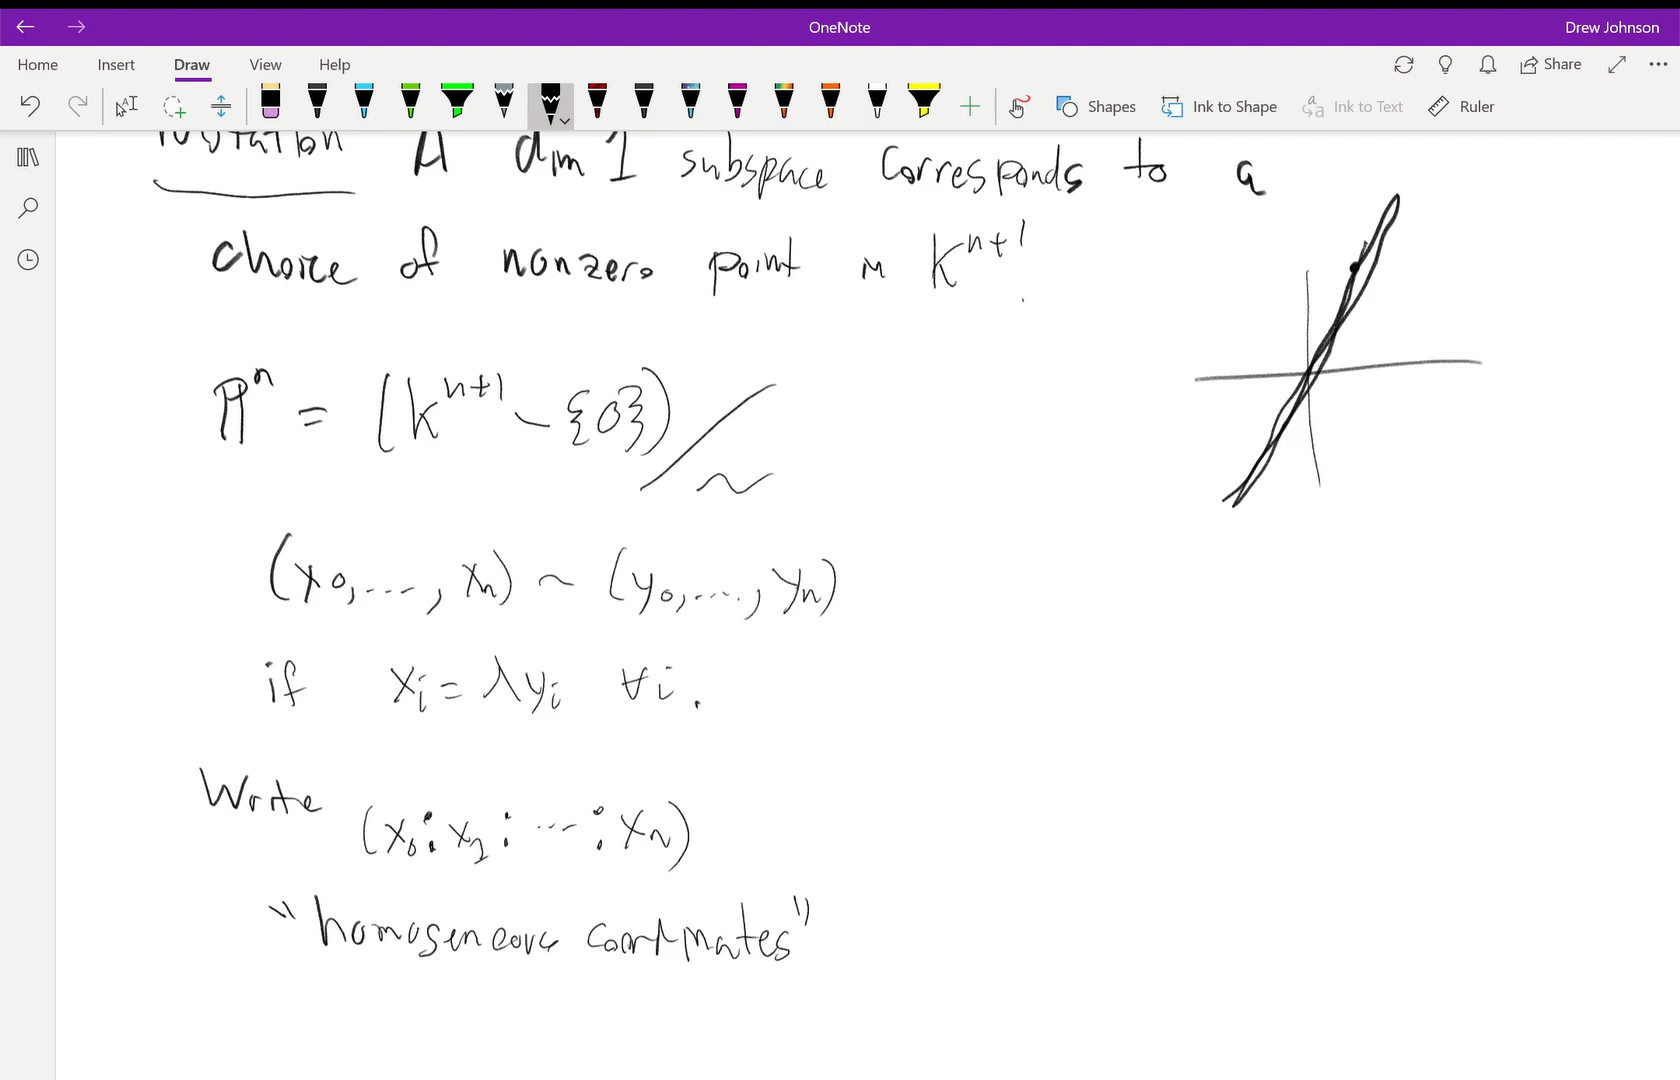 OneNote
Drew Johnson
Home Insert Draw View Help
Share
Shapes Ink to Shape Ink to Text Ruler
Notation A dim 1 subspace corresponds to a
choice of nonzero point in K^{n+1}.
ℙ^n = (K^{n+1} - {0}) / ~
(x_0, ..., x_n) ~ (y_0, ..., y_n)
if x_i = λy_i ∀i.
Write
(x_0 : x_1 : ... : x_n)
"homogeneous coordinates"